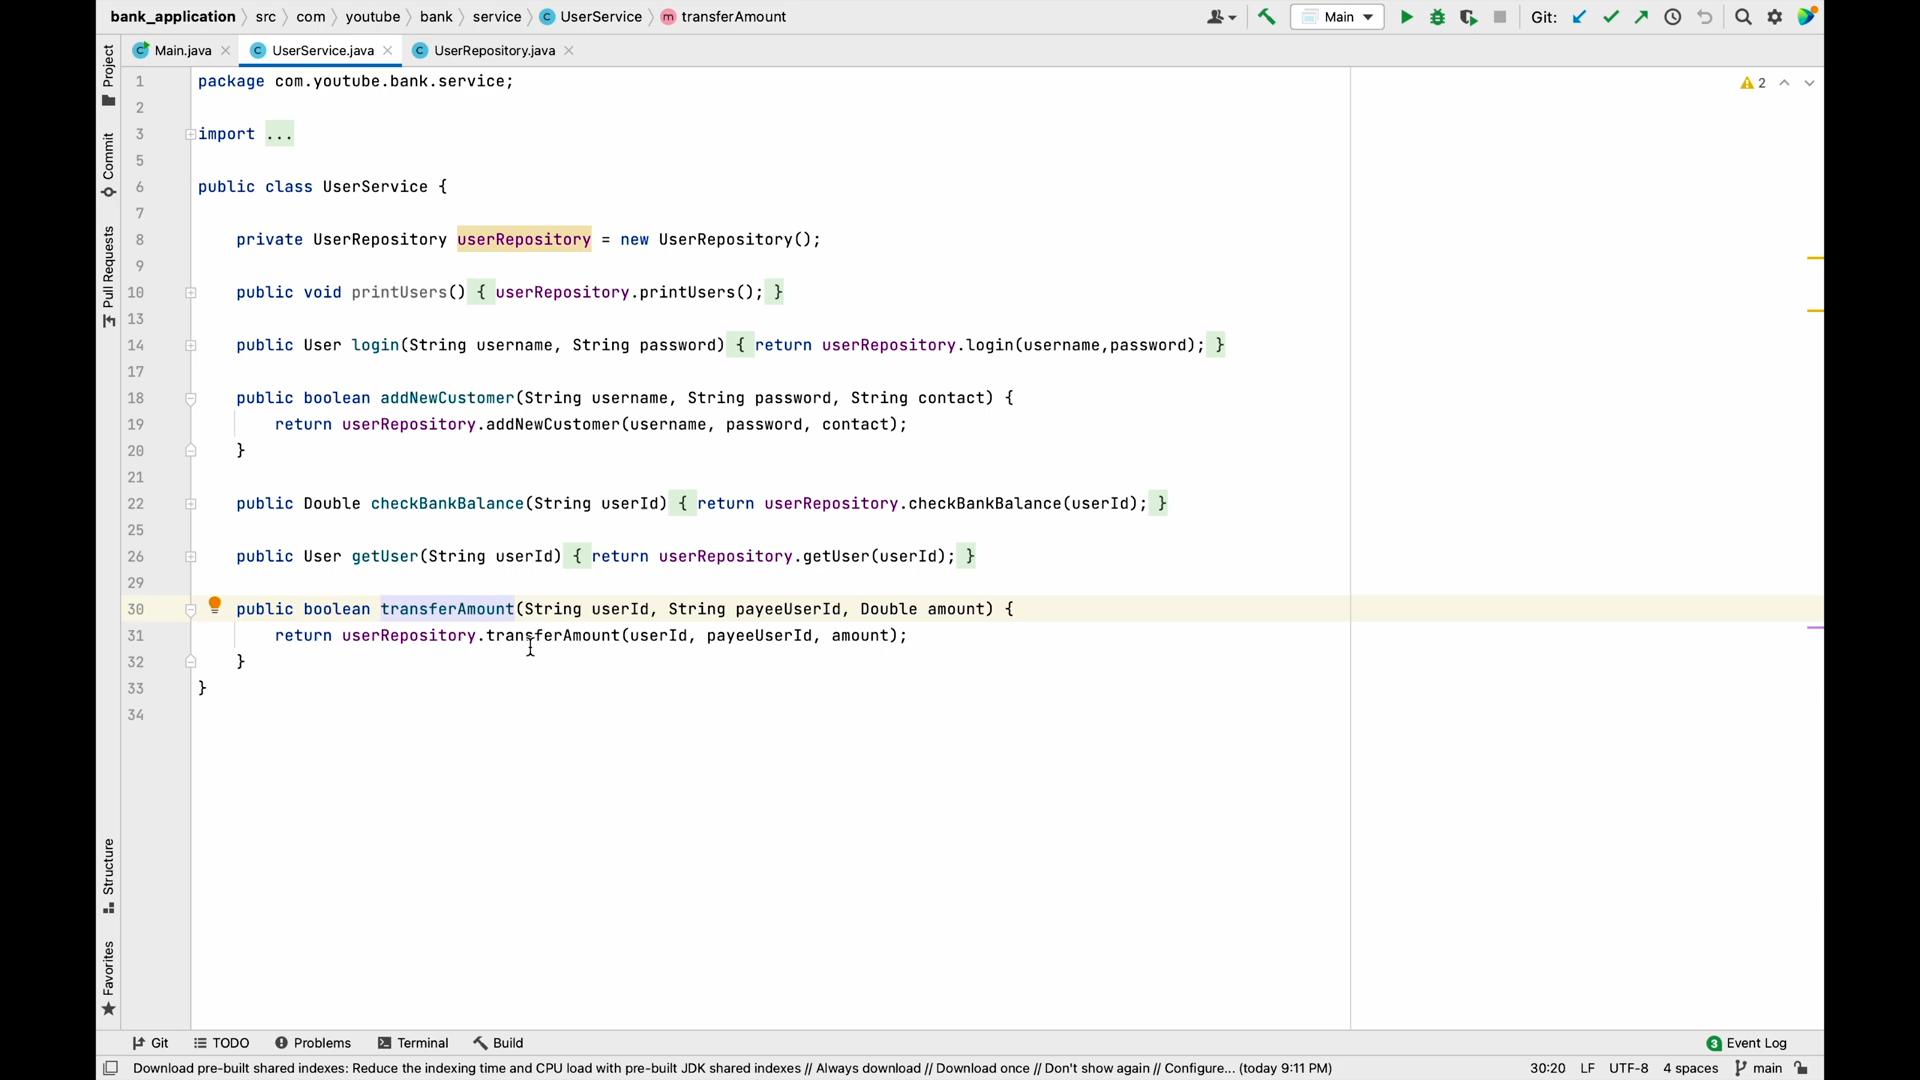 bank_application src com youtube bank service UserService transferAmount Main Git:
Main.java UserService.java UserRepository.java
Project
Commit
Pull Requests
Structure
Favorites
2
1 package com.youtube.bank.service;
2
3 import ...
5
6 public class UserService {
7
8 private UserRepository userRepository = new UserRepository();
9
10 public void printUsers() { userRepository.printUsers(); }
13
14 public User login(String username, String password) { return userRepository.login(username,password); }
17
18 public boolean addNewCustomer(String username, String password, String contact) {
19 return userRepository.addNewCustomer(username, password, contact);
20 }
21
22 public Double checkBankBalance(String userId) { return userRepository.checkBankBalance(userId); }
25
26 public User getUser(String userId) { return userRepository.getUser(userId); }
29
30 public boolean transferAmount(String userId, String payeeUserId, Double amount) {
31 return userRepository.transferAmount(userId, payeeUserId, amount);
32 }
33 }
34
Git TODO Problems Terminal Build 3 Event Log
Download pre-built shared indexes: Reduce the indexing time and CPU load with pre-built JDK shared indexes // Always download // Download once // Don't show again // Configure... (today 9:11 PM) 30:20 LF UTF-8 4 spaces main